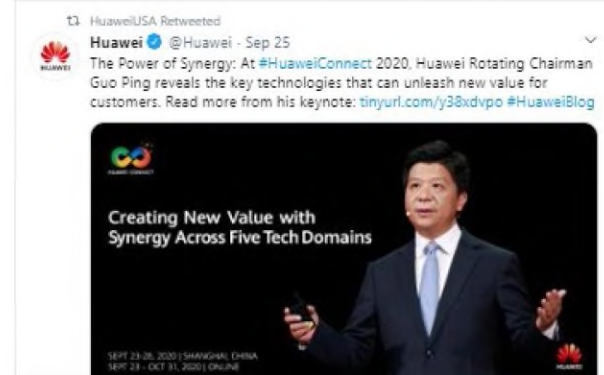 HuaweiUSA Retweeted
Huawei @Huawei · Sep 25
HUAWEI
The Power of Synergy: At #HuaweiConnect 2020, Huawei Rotating Chairman
Guo Ping reveals the key technologies that can unleash new value for
customers. Read more from his keynote: tinyurl.com/y38xdvpo #HuaweiBlog
HUAWEI CONNECT
Creating New Value with
Synergy Across Five Tech Domains
SEPT 23-26, 2020 | SHANGHAI, CHINA
SEPT 23 - OCT 31, 2020 | ONLINE
HUAWEI